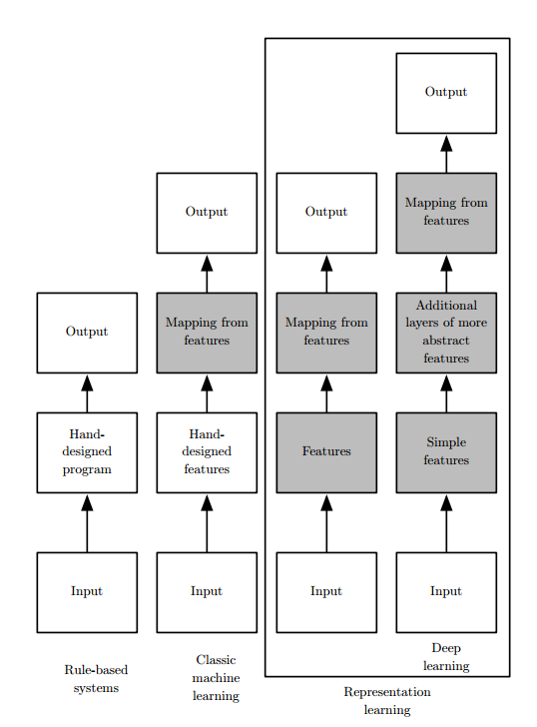 Output
Output
Output
Mapping from
features
Output
Mapping from
features
Mapping from
features
Additional
layers of more
abstract
features
Hand-
designed
program
Hand-
designed
features
Features
Simple
features
Input
Input
Input
Input
Rule-based
systems
Classic
machine
learning
Representation
learning
Deep
learning